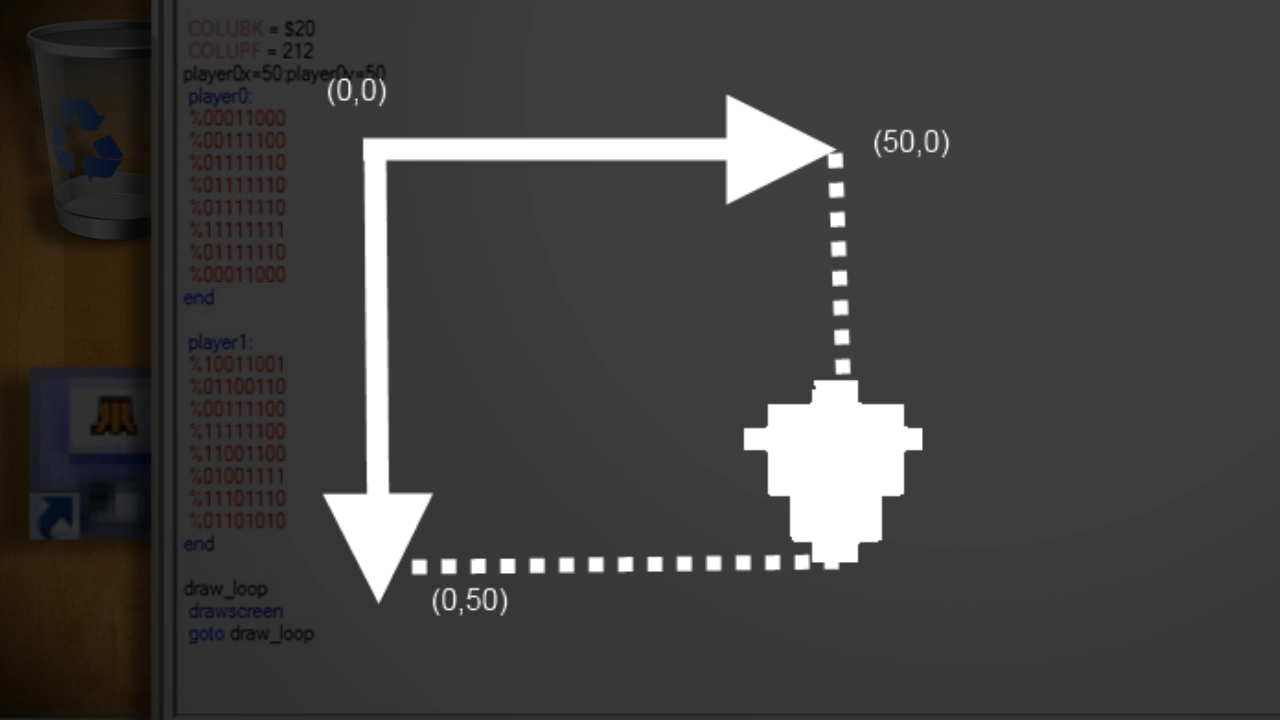 COLUBK = $20
COLUPF = 212
player0x=50:player0y=50
(0,0)
player0:
%00011000
%00111100
(50,0)
%01111110
%01111110
%01111110
%11111111
%01111110
%00011000
end
player1:
%10011001
%01100110
%00111100
%11111100
%11001100
%01001111
%11101110
%01101010
end
draw_loop
(0,50)
drawscreen
goto draw_loop